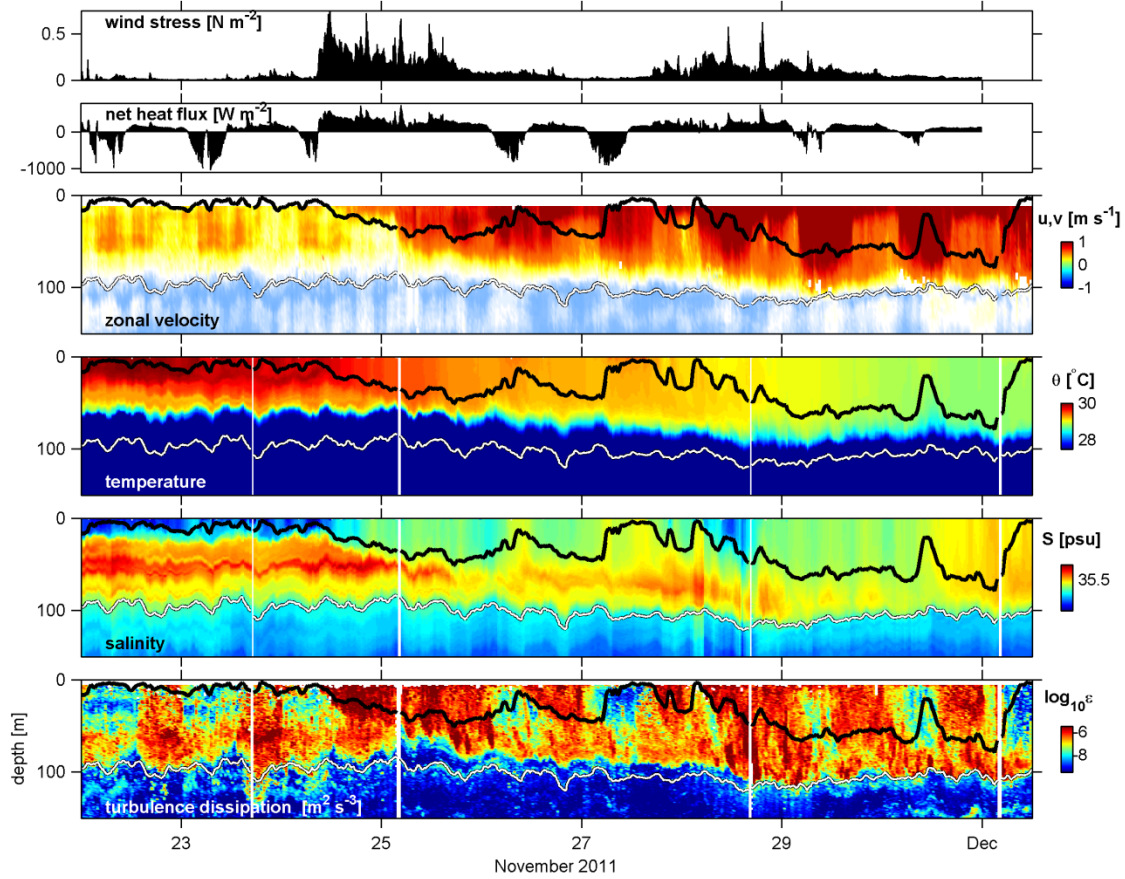 wind stress [N m-2]
0.5
0
net heat flux [W m-2]
0
-1000
0
100
zonal velocity
u,v [m s-1]
1
0
-1
0
100
temperature
θ [°C]
30
28
0
100
salinity
S [psu]
35.5
0
100
depth [m]
turbulence dissipation [m2 s-3]
log10ε
-6
-8
23
25
27
29
Dec
November 2011